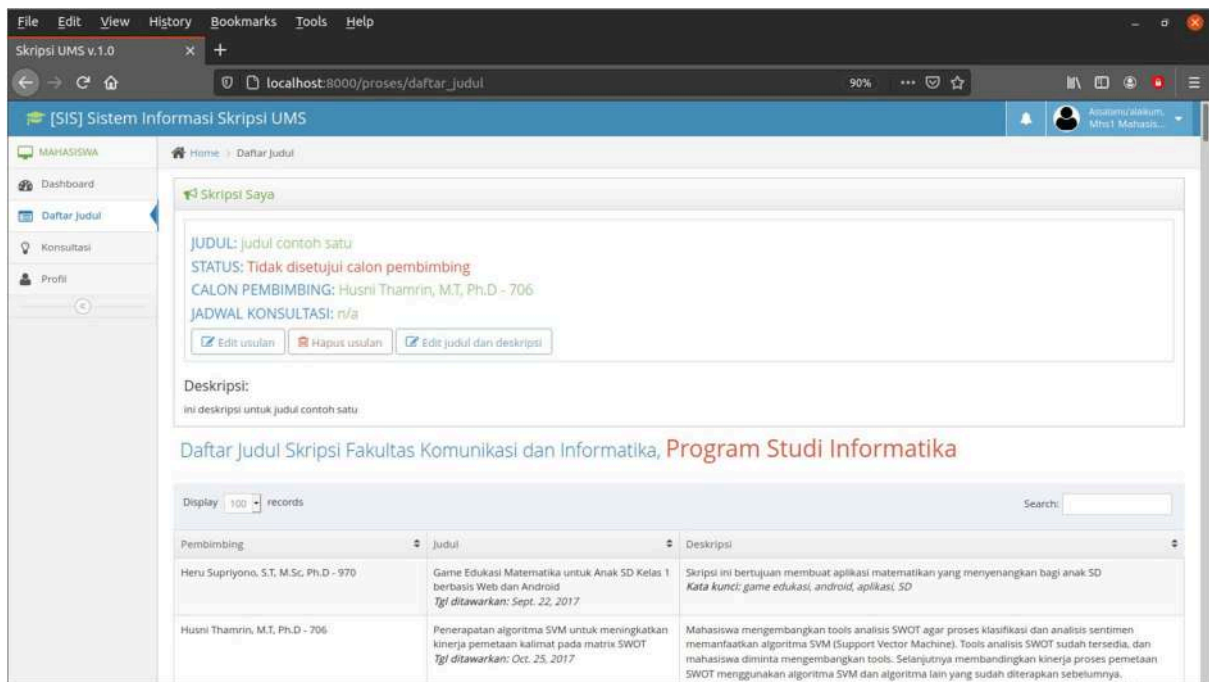 File Edit View History Bookmarks Tools Help
Skripsi UMS v.1.0
localhost:8000/proses/daftar_judul 90%
[SIS] Sistem Informasi Skripsi UMS
Assalamu'alaikum,
Mhs1 Mahasis...
MAHASISWA
Home > Daftar Judul
Dashboard
Daftar Judul
Konsultasi
Profil
Skripsi Saya
JUDUL: judul contoh satu
STATUS: Tidak disetujui calon pembimbing
CALON PEMBIMBING: Husni Thamrin, M.T, Ph.D - 706
JADWAL KONSULTASI: n/a
Edit usulan Hapus usulan Edit judul dan deskripsi
Deskripsi:
ini deskripsi untuk judul contoh satu
Daftar Judul Skripsi Fakultas Komunikasi dan Informatika, Program Studi Informatika
Display 100 records Search:
Pembimbing Judul Deskripsi
Heru Supriyono, S.T, M.Sc, Ph.D - 970
Game Edukasi Matematika untuk Anak SD Kelas 1
berbasis Web dan Android
Tgl ditawarkan: Sept. 22, 2017
Skripsi ini bertujuan membuat aplikasi matematikan yang menyenangkan bagi anak SD
Kata kunci: game edukasi, android, aplikasi, SD
Husni Thamrin, M.T, Ph.D - 706
Penerapatan algoritma SVM untuk meningkatkan
kinerja pemetaan kalimat pada matrix SWOT
Tgl ditawarkan: Oct. 25, 2017
Mahasiswa mengembangkan tools analisis SWOT agar proses klasifikasi dan analisis sentimen
memanfaatkan algoritma SVM (Support Vector Machine). Tools analisis SWOT sudah tersedia, dan
mahasiswa diminta mengembangkan tools. Selanjutnya membandingkan kinerja proses pemetaan
SWOT menggunakan algoritma SVM dan algoritma lain yang sudah diterapkan sebelumnya.